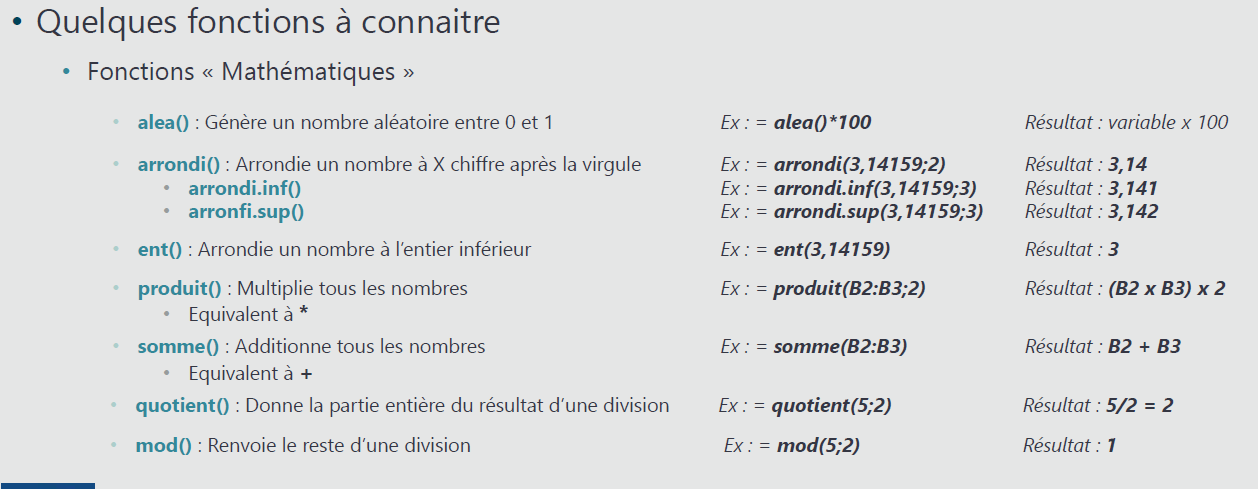 • Quelques fonctions à connaitre
• Fonctions « Mathématiques »
• alea() : Génère un nombre aléatoire entre 0 et 1 Ex : = alea()*100 Résultat : variable x 100
• arrondi() : Arrondie un nombre à X chiffre après la virgule Ex : = arrondi(3,14159;2) Résultat : 3,14
• arrondi.inf() Ex : = arrondi.inf(3,14159;3) Résultat : 3,141
• arronfi.sup() Ex : = arrondi.sup(3,14159;3) Résultat : 3,142
• ent() : Arrondie un nombre à l’entier inférieur Ex : = ent(3,14159) Résultat : 3
• produit() : Multiplie tous les nombres Ex : = produit(B2:B3;2) Résultat : (B2 x B3) x 2
• Equivalent à *
• somme() : Additionne tous les nombres Ex : = somme(B2:B3) Résultat : B2 + B3
• Equivalent à +
• quotient() : Donne la partie entière du résultat d’une division Ex : = quotient(5;2) Résultat : 5/2 = 2
• mod() : Renvoie le reste d’une division Ex : = mod(5;2) Résultat : 1